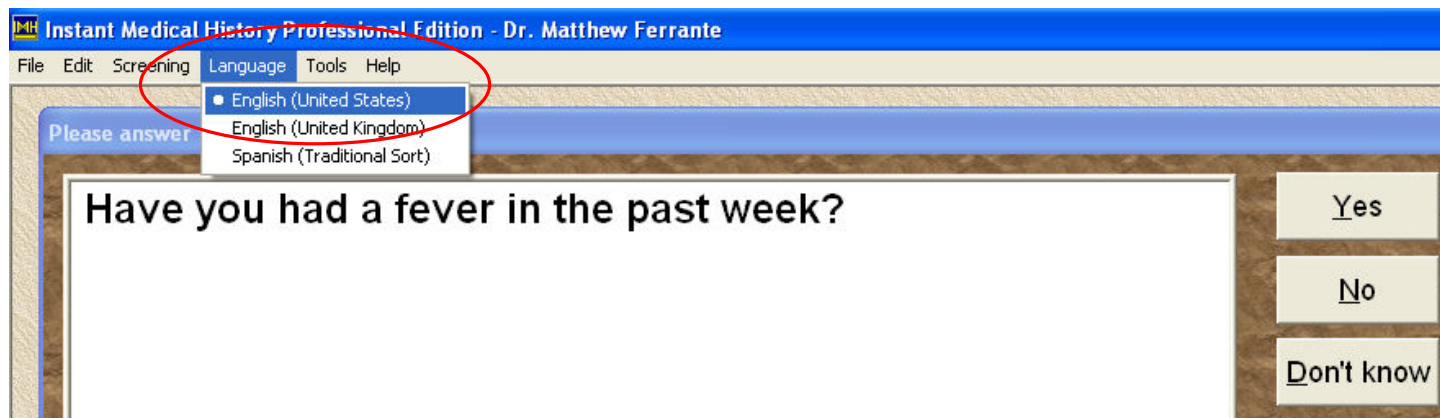 IMH Instant Medical History Professional Edition - Dr. Matthew Ferrante
File Edit Screening Language Tools Help
English (United States)
English (United Kingdom)
Spanish (Traditional Sort)
Please answer
Have you had a fever in the past week?
Yes
No
Don't know